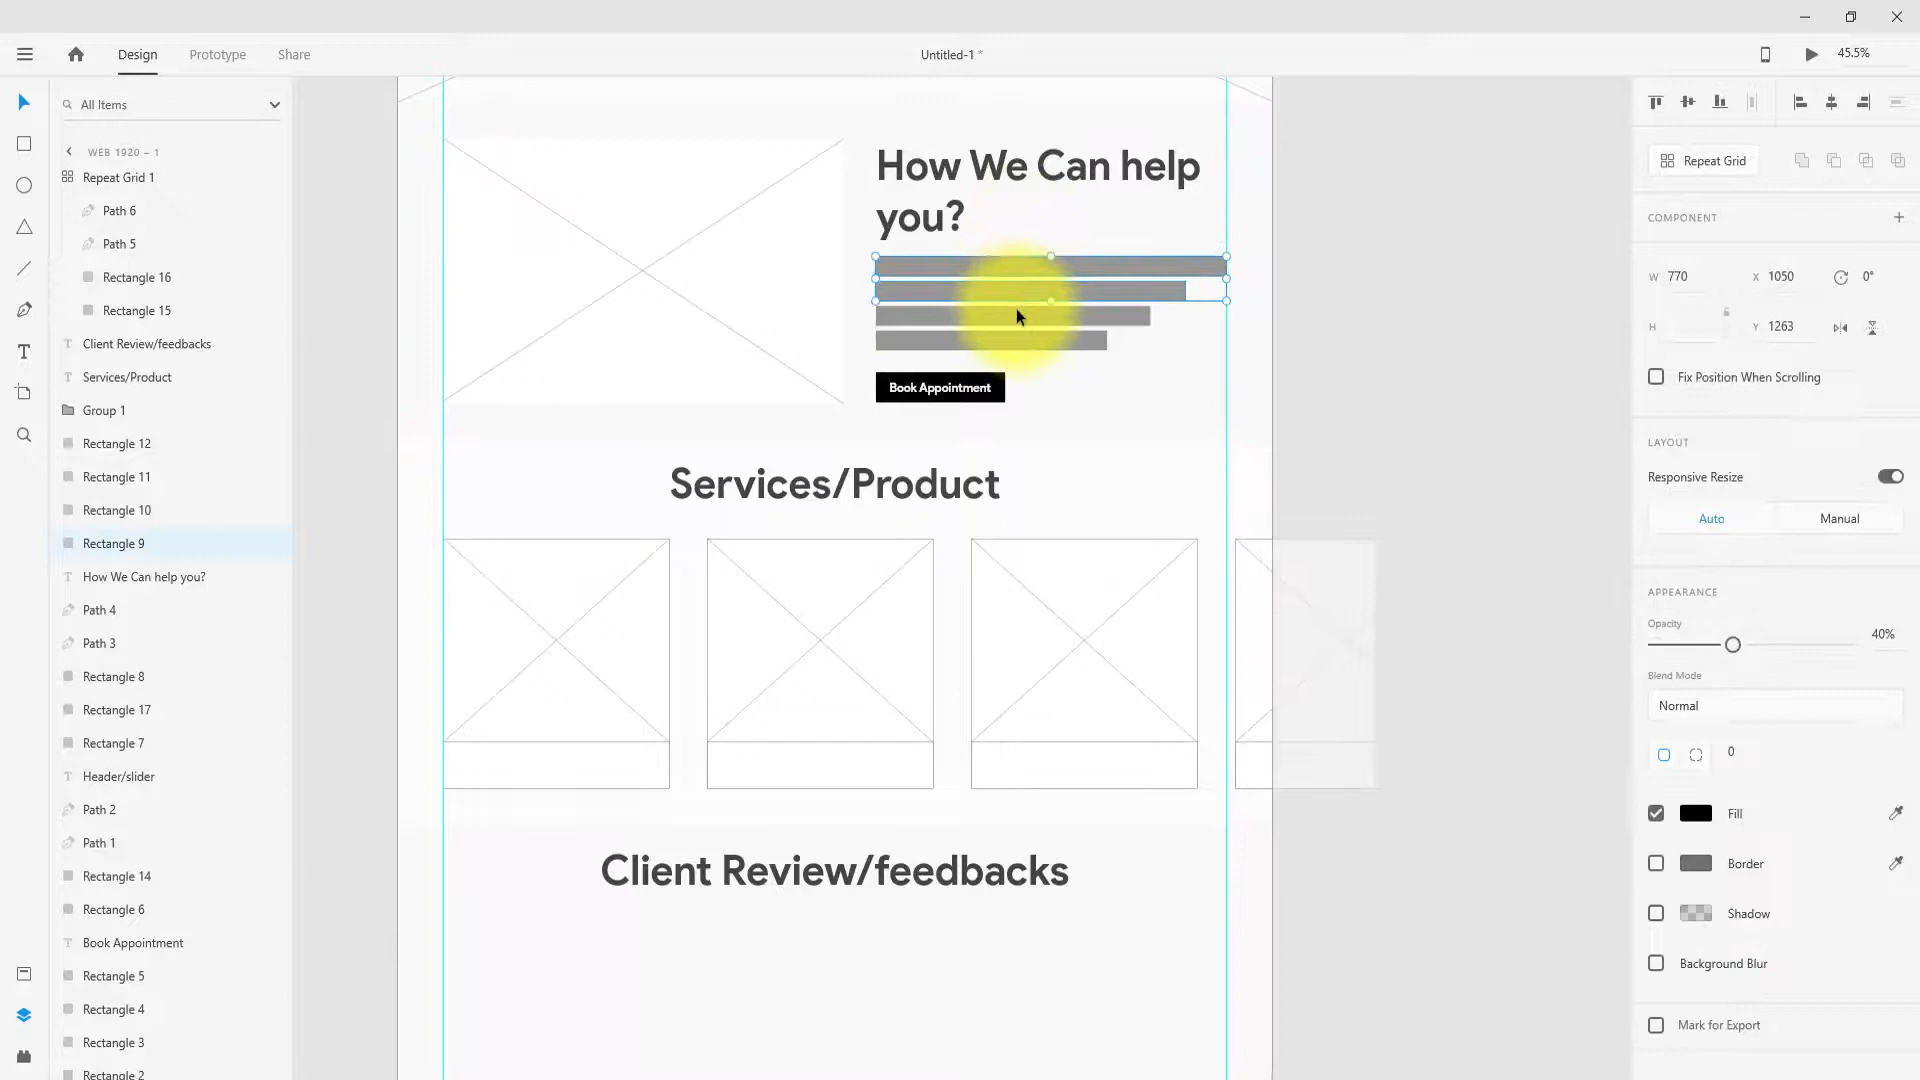 Design
Prototype
Share
Untitled-1 *
45.5%
All Items
WEB 1920 – 1
Repeat Grid 1
Path 6
Path 5
Rectangle 16
Rectangle 15
Client Review/feedbacks
Services/Product
Group 1
Rectangle 12
Rectangle 11
Rectangle 10
Rectangle 9
How We Can help you?
Path 4
Path 3
Rectangle 8
Rectangle 17
Rectangle 7
Header/slider
Path 2
Path 1
Rectangle 14
Rectangle 6
Book Appointment
Rectangle 5
Rectangle 4
Rectangle 3
Rectangle 2
How We Can help
you?
Book Appointment
Services/Product
Client Review/feedbacks
Repeat Grid
COMPONENT
W 770 X 1050 0°
H Y 1263
Fix Position When Scrolling
LAYOUT
Responsive Resize
Auto Manual
APPEARANCE
Opacity
40%
Blend Mode
Normal
0
Fill
Border
Shadow
Background Blur
Mark for Export